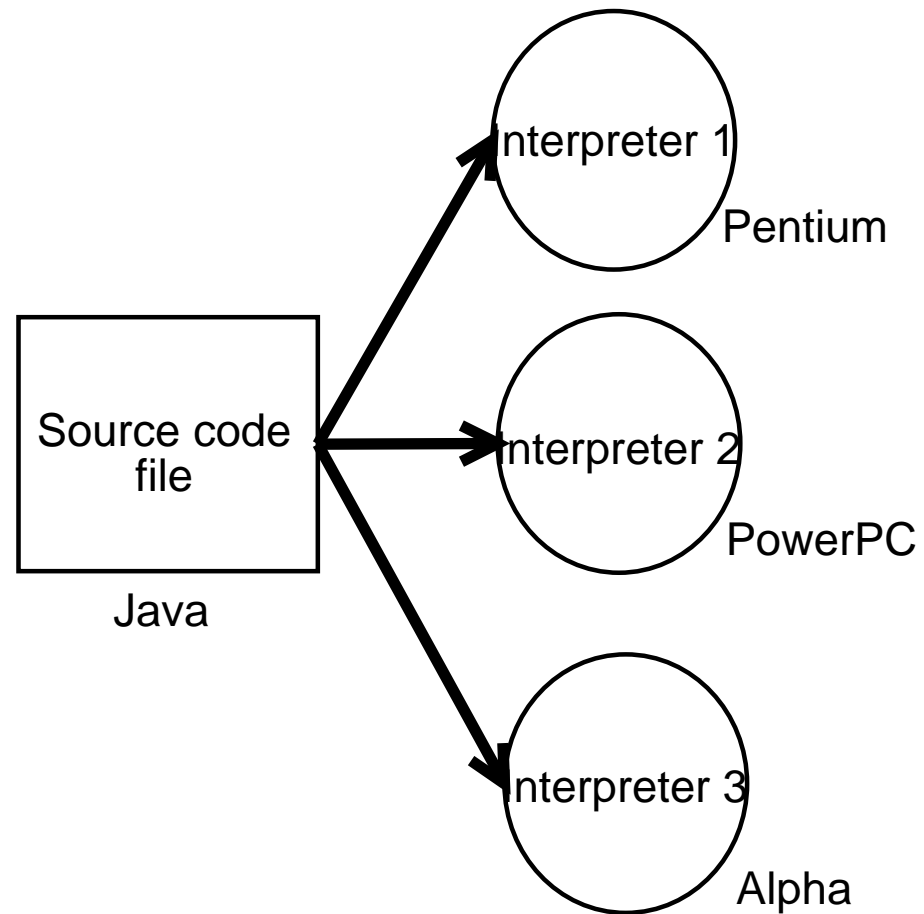 Interpreter 1
Pentium
Source code
file
Java
Interpreter 2
PowerPC
Interpreter 3
Alpha